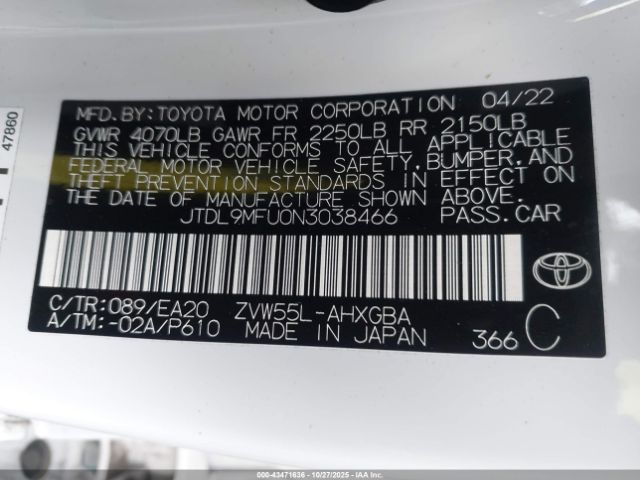 MFD.BY:TOYOTA MOTOR CORPORATION 04/22
GVWR 4070LB GAWR FR 2250LB RR 2150LB
THIS VEHICLE CONFORMS TO ALL APPLICABLE
FEDERAL MOTOR VEHICLE SAFETY,BUMPER,AND
THEFT PREVENTION STANDARDS IN EFFECT ON
THE DATE OF MANUFACTURE SHOWN ABOVE.
JTDL9MFU0N3038466 PASS.CAR
C/TR:089/EA20 ZVW55L-AHXGBA
A/TM:-02A/P610 MADE IN JAPAN 366 C
47860
000-43471636 - 10/27/2025 - Public